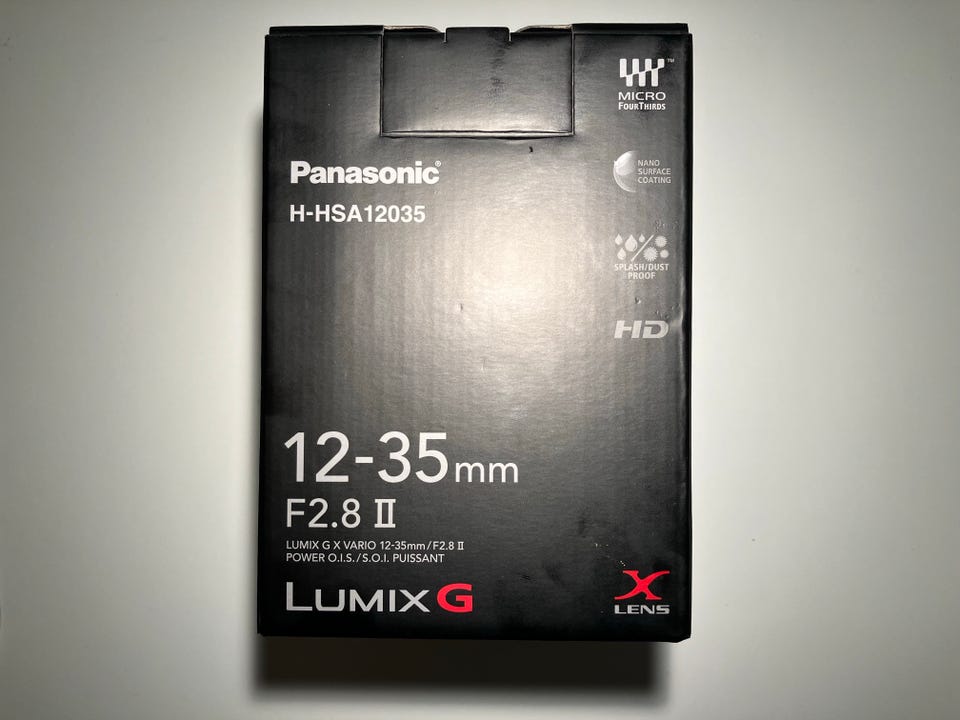 MICRO
FOURTHIRDS
Panasonic®
H-HSA12035
NANO
SURFACE
COATING
SPLASH/DUST
PROOF
HD
12-35mm
F2.8 II
LUMIX G X VARIO 12-35mm/F2.8 II
POWER O.I.S./S.O.I. PUISSANT
LUMIX G
X
LENS